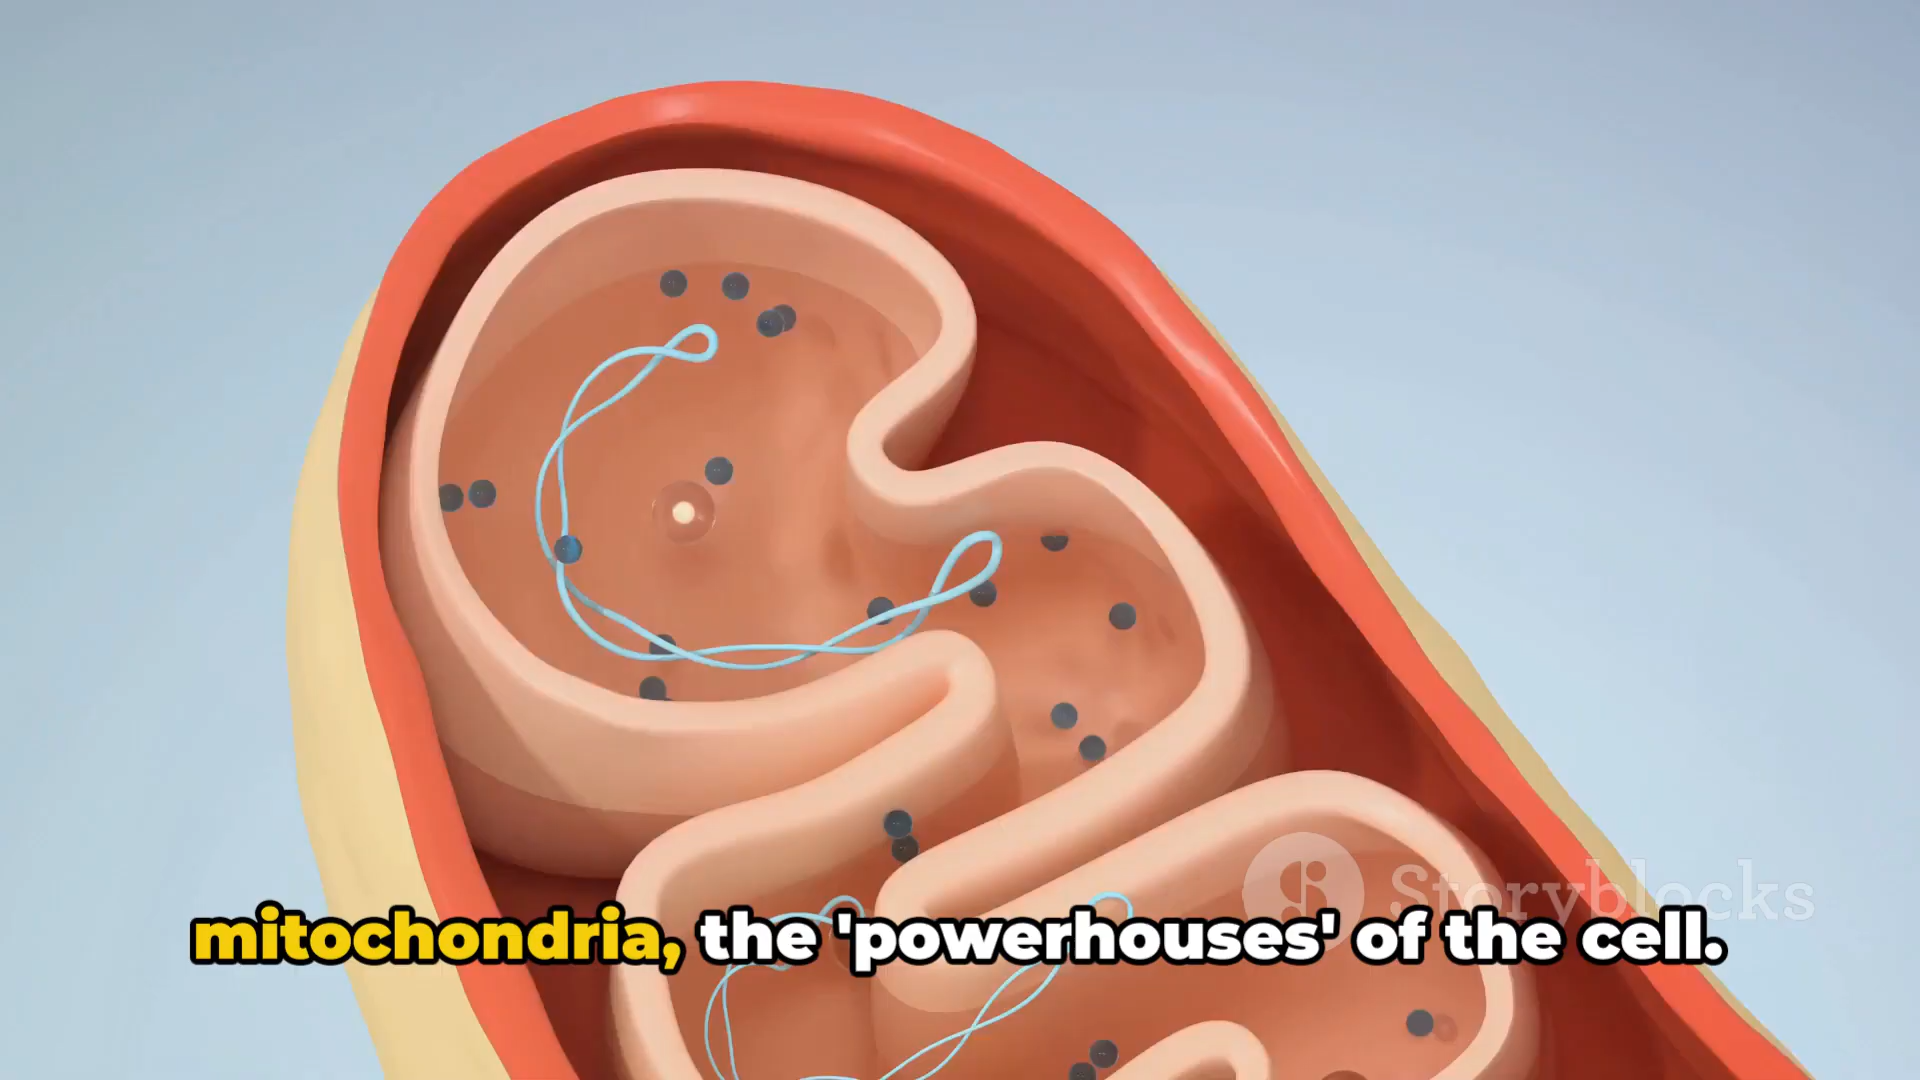 Storyblocks
mitochondria, the 'powerhouses' of the cell.